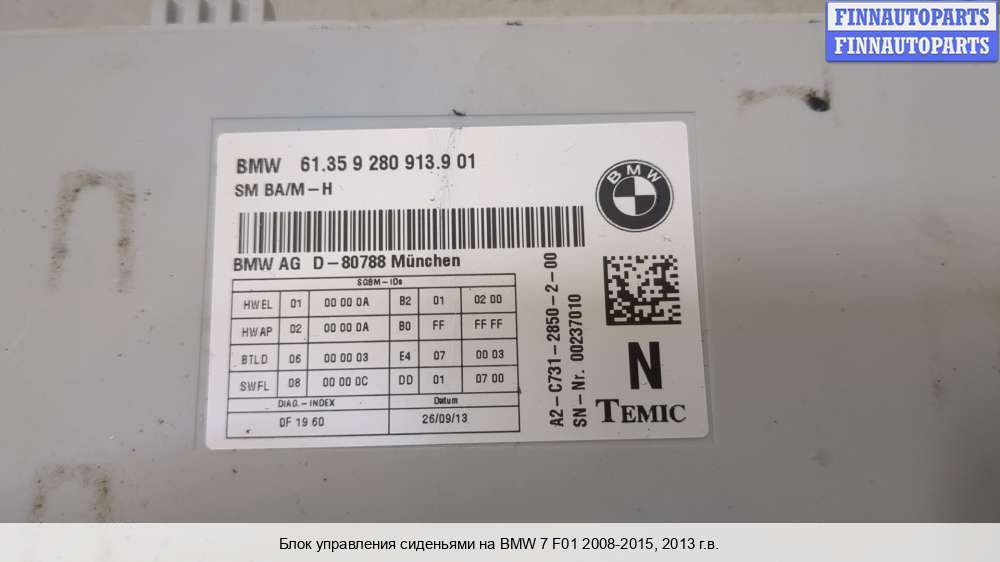 FINNAUTOPARTS
FINNAUTOPARTS
BMW 61.35 9 280 913.9 01
SM BA/M-H
BMW
BMW AG D-80788 München
SGBM-IDs
HWEL 01 00 00 0A B2 01 02 00
HWAP 02 00 00 0A B0 FF FF FF
BTLD 06 00 00 03 E4 07 00 03
SWFL 08 00 00 0C DD 01 07 00
DIAG.-INDEX Datum
0F 19 60 26/09/13
A2-C731-2850-2-00
SN-Nr. 00237010
N
TEMIC
Блок управления сиденьями на BMW 7 F01 2008-2015, 2013 г.в.